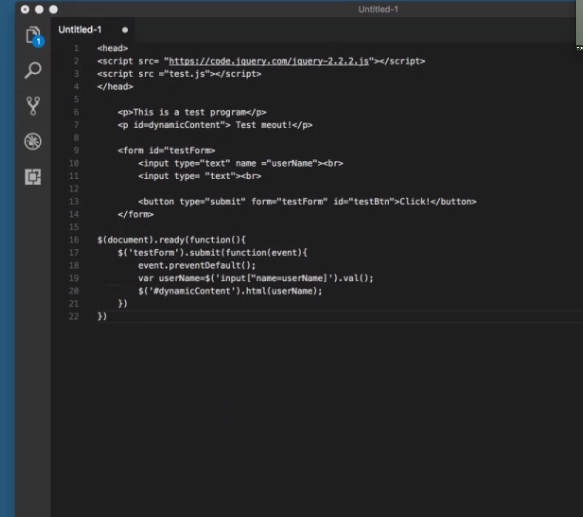 Untitled-1
Untitled-1
1
1 <head>
2 <script src= "https://code.jquery.com/jquery-2.2.2.js"></script>
3 <script src ="test.js"></script>
4 </head>
5
6 <p>This is a test program</p>
7 <p id=dynamicContent"> Test meout!</p>
8
9 <form id="testForm>
10 <input type="text" name ="userName"><br>
11 <input type= "text"><br>
12
13 <button type="submit" form="testForm" id="testBtn">Click!</button>
14 </form>
15
16 $(document).ready(function(){
17 $('testForm').submit(function(event){
18 event.preventDefault();
19 var userName=$('input["name=userName]').val();
20 $('#dynamicContent').html(userName);
21 })
22 })